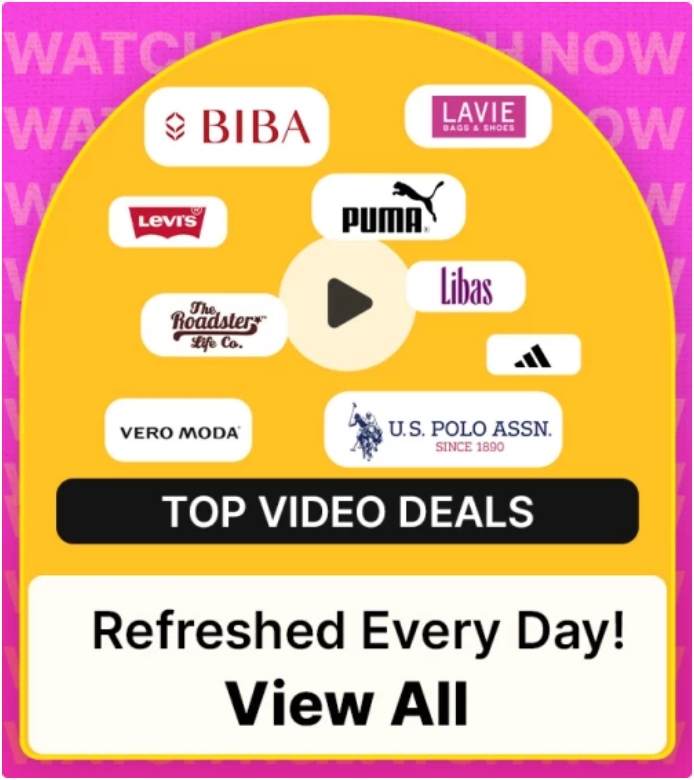 WATCH NOW
BIBA
LAVIE
BAGS & SHOES
LEVI'S®
PUMA®
Libas
The
Roadster™
Life Co.
VERO MODA®
U.S. POLO ASSN.
SINCE 1890
TOP VIDEO DEALS
Refreshed Every Day!
View All